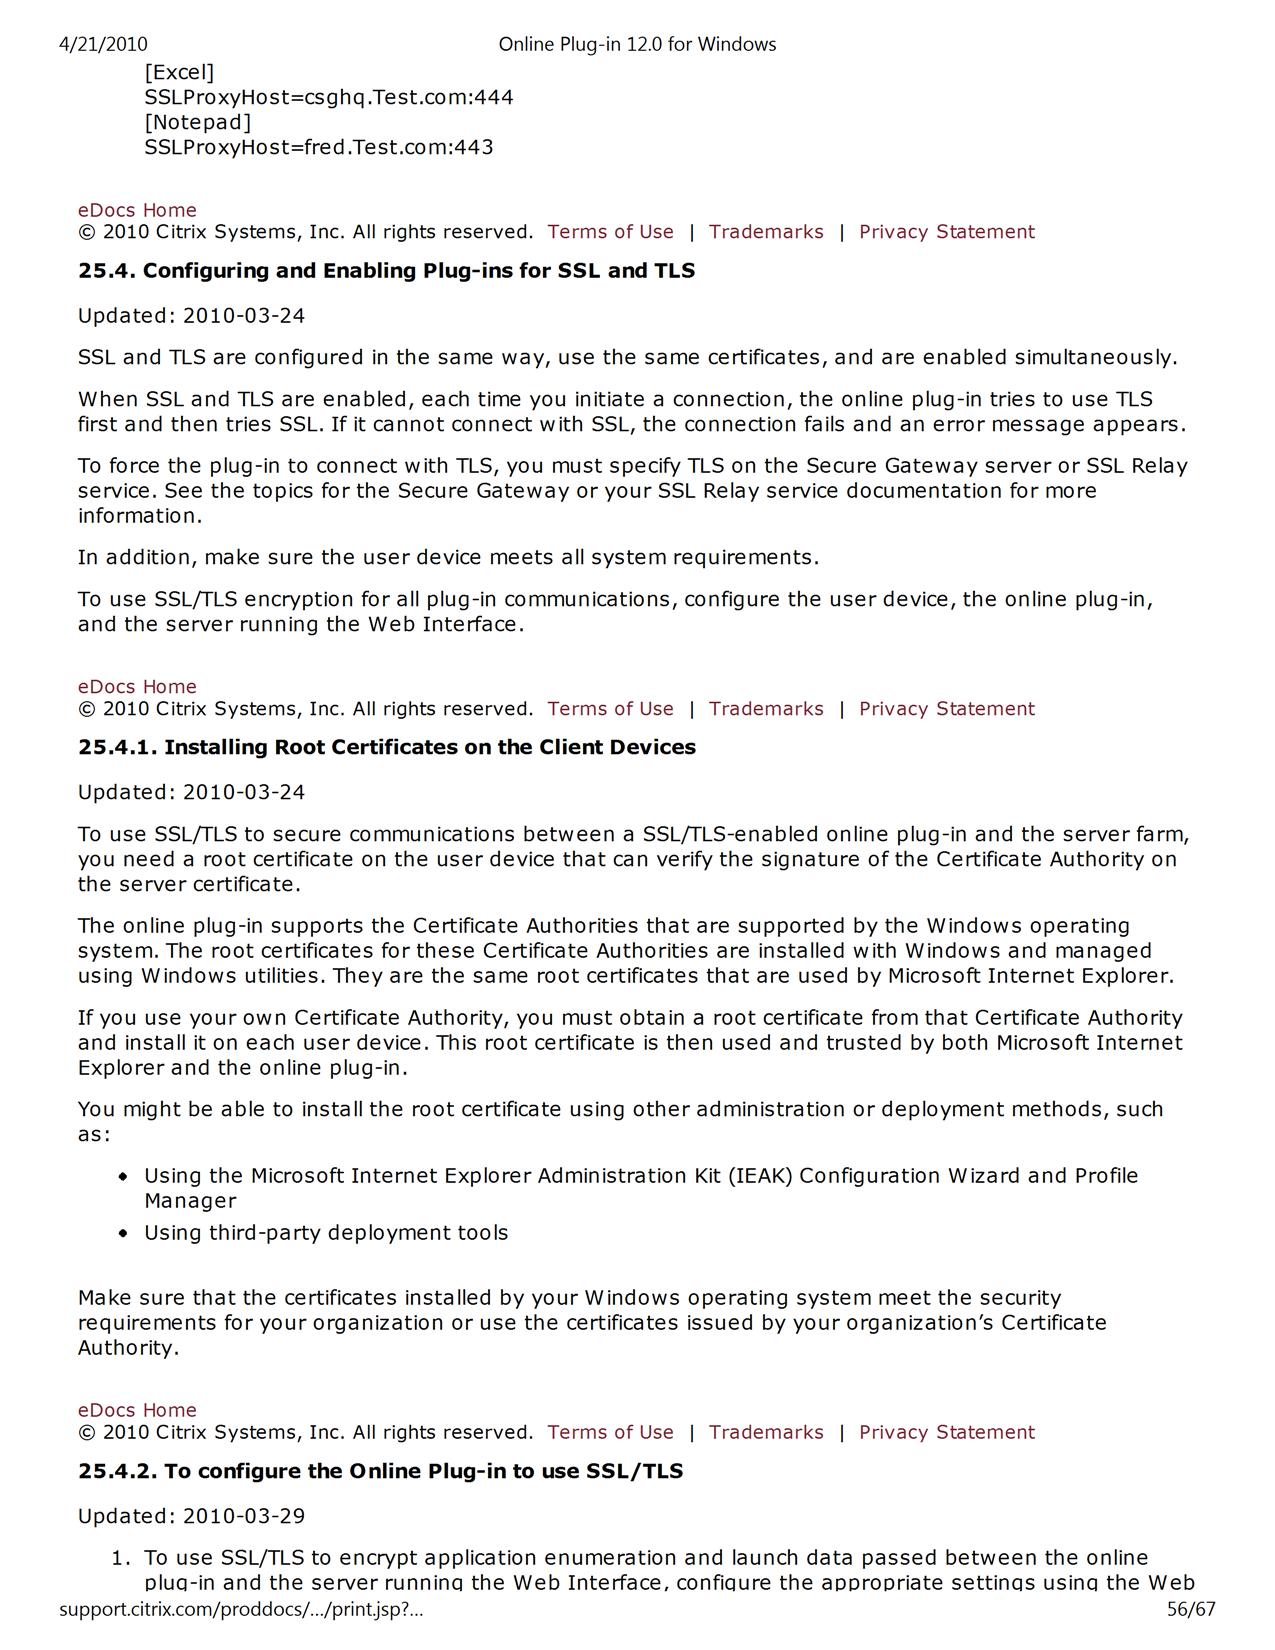 4/21/2010 Online Plug-in 12.0 for Windows
[Excel]
SSLProxyHost=csghq.Test.com:444
[Notepad]
SSLProxyHost=fred.Test.com:443
eDocs Home
© 2010 Citrix Systems, Inc. All rights reserved. Terms of Use | Trademarks | Privacy Statement
25.4. Configuring and Enabling Plug-ins for SSL and TLS
Updated: 2010-03-24
SSL and TLS are configured in the same way, use the same certificates, and are enabled simultaneously.
When SSL and TLS are enabled, each time you initiate a connection, the online plug-in tries to use TLS
first and then tries SSL. If it cannot connect with SSL, the connection fails and an error message appears.
To force the plug-in to connect with TLS, you must specify TLS on the Secure Gateway server or SSL Relay
service. See the topics for the Secure Gateway or your SSL Relay service documentation for more
information.
In addition, make sure the user device meets all system requirements.
To use SSL/TLS encryption for all plug-in communications, configure the user device, the online plug-in,
and the server running the Web Interface.
eDocs Home
© 2010 Citrix Systems, Inc. All rights reserved. Terms of Use | Trademarks | Privacy Statement
25.4.1. Installing Root Certificates on the Client Devices
Updated: 2010-03-24
To use SSL/TLS to secure communications between a SSL/TLS-enabled online plug-in and the server farm,
you need a root certificate on the user device that can verify the signature of the Certificate Authority on
the server certificate.
The online plug-in supports the Certificate Authorities that are supported by the Windows operating
system. The root certificates for these Certificate Authorities are installed with Windows and managed
using Windows utilities. They are the same root certificates that are used by Microsoft Internet Explorer.
If you use your own Certificate Authority, you must obtain a root certificate from that Certificate Authority
and install it on each user device. This root certificate is then used and trusted by both Microsoft Internet
Explorer and the online plug-in.
You might be able to install the root certificate using other administration or deployment methods, such
as:
• Using the Microsoft Internet Explorer Administration Kit (IEAK) Configuration Wizard and Profile
Manager
• Using third-party deployment tools
Make sure that the certificates installed by your Windows operating system meet the security
requirements for your organization or use the certificates issued by your organization’s Certificate
Authority.
eDocs Home
© 2010 Citrix Systems, Inc. All rights reserved. Terms of Use | Trademarks | Privacy Statement
25.4.2. To configure the Online Plug-in to use SSL/TLS
Updated: 2010-03-29
1. To use SSL/TLS to encrypt application enumeration and launch data passed between the online
plug-in and the server running the Web Interface, configure the appropriate settings using the Web
support.citrix.com/proddocs/.../print.jsp?... 56/67